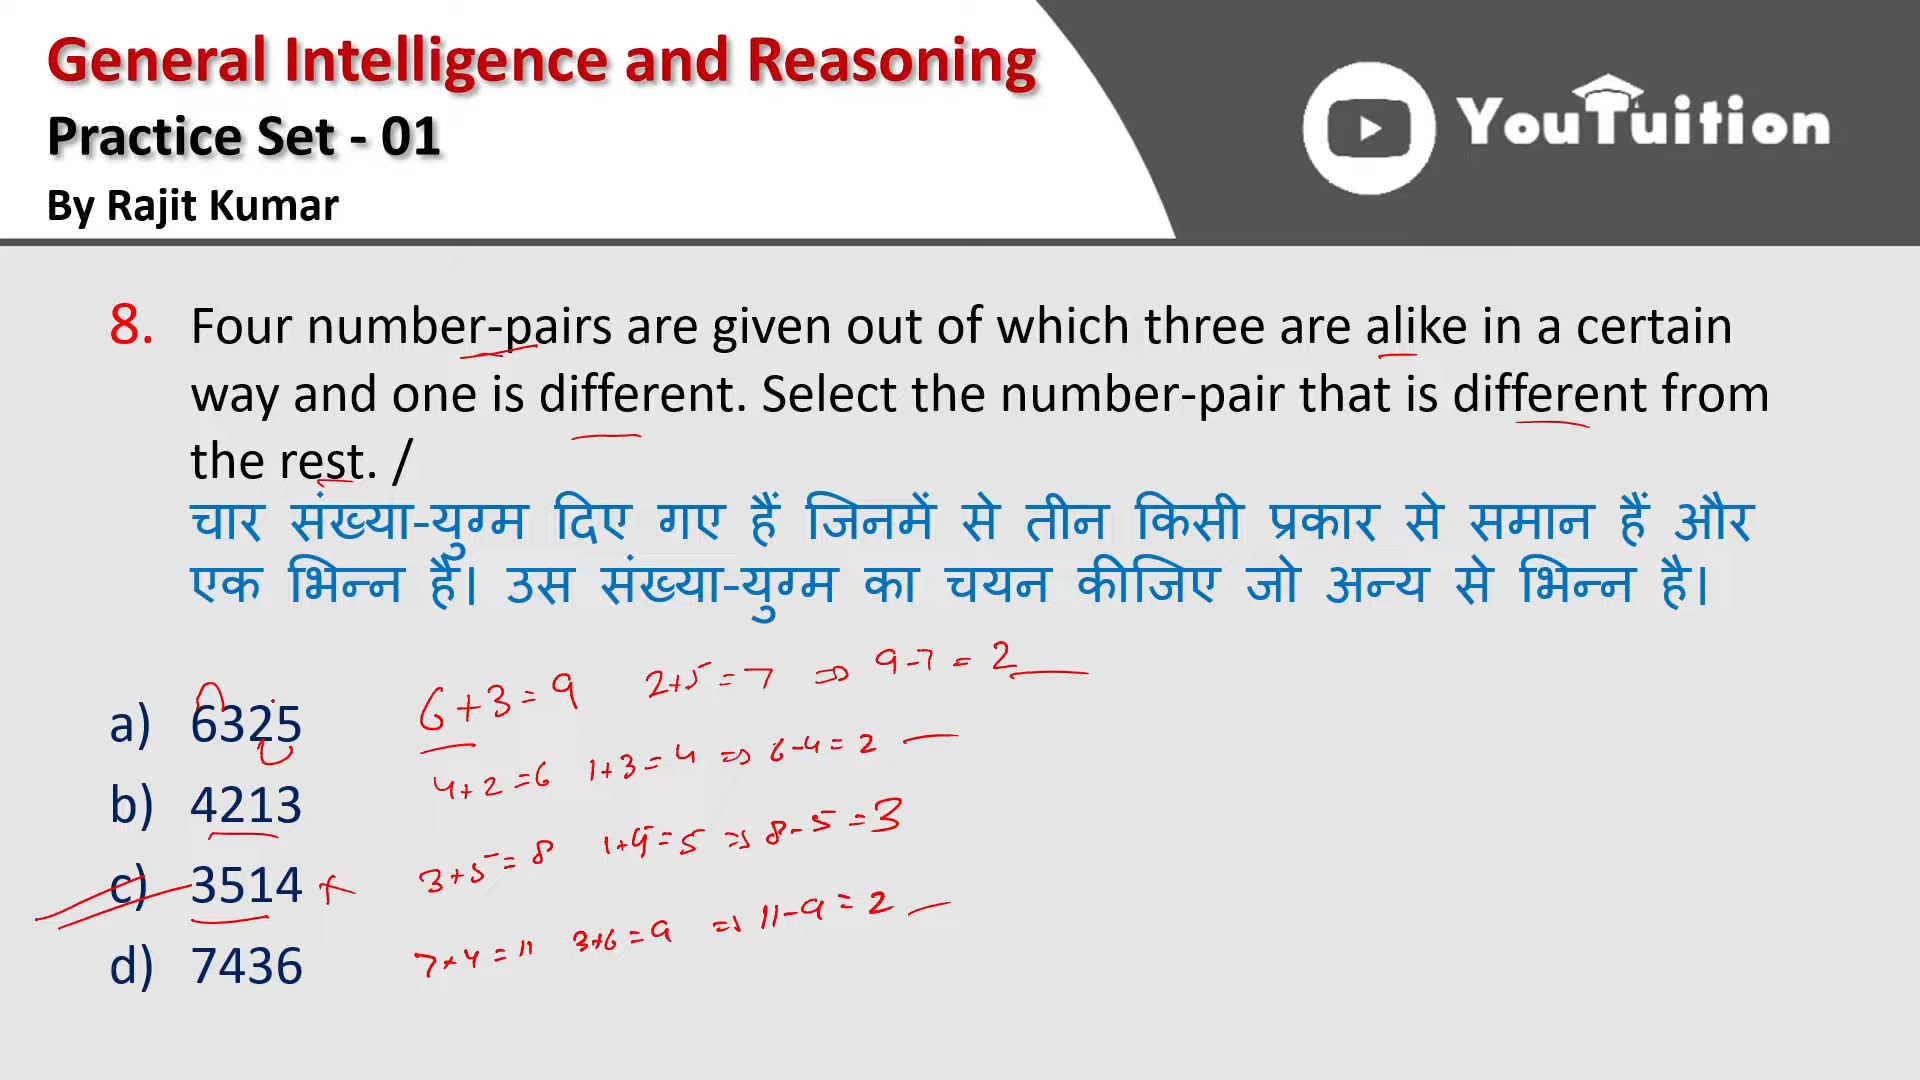 General Intelligence and Reasoning
Practice Set - 01
By Rajit Kumar
YouTuition
8. Four number-pairs are given out of which three are alike in a certain
way and one is different. Select the number-pair that is different from
the rest. /
चार संख्या-युग्म दिए गए हैं जिनमें से तीन किसी प्रकार से समान हैं और
एक भिन्न है। उस संख्या-युग्म का चयन कीजिए जो अन्य से भिन्न है।
a) 6325 6+3=9 2+5=7 ⇒ 9-7=2
b) 4213 4+2=6 1+3=4 ⇒ 6-4=2
c) 3514 × 3+5=8 1+4=5 ⇒ 8-5=3
d) 7436 7+4=11 3+6=9 ⇒ 11-9=2